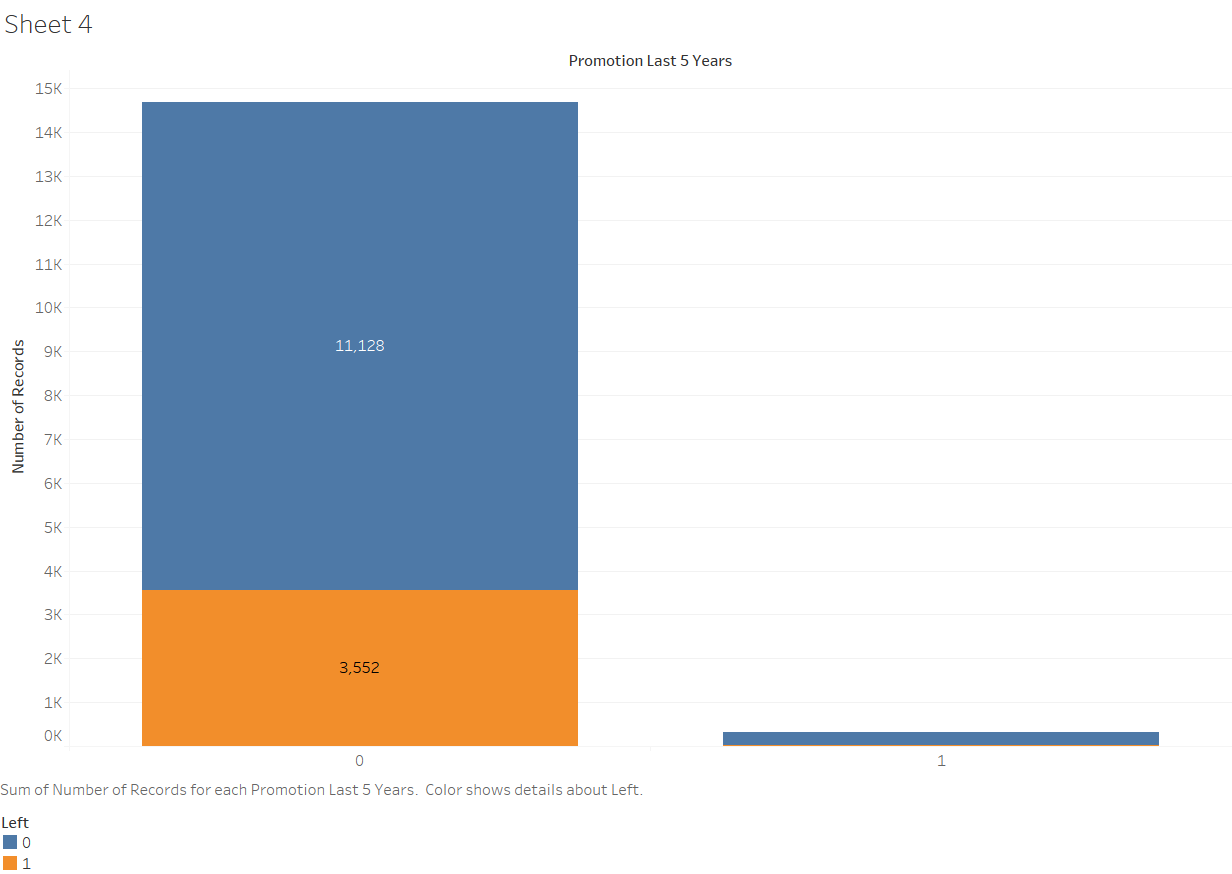 Sheet 4
Promotion Last 5 Years
15K
14K
13K
12K
11K
10K
9K
8K
7K
6K
5K
4K
3K
2K
1K
0K
Number of Records
11,128
3,552
0
1
Sum of Number of Records for each Promotion Last 5 Years. Color shows details about Left.
Left
0
1